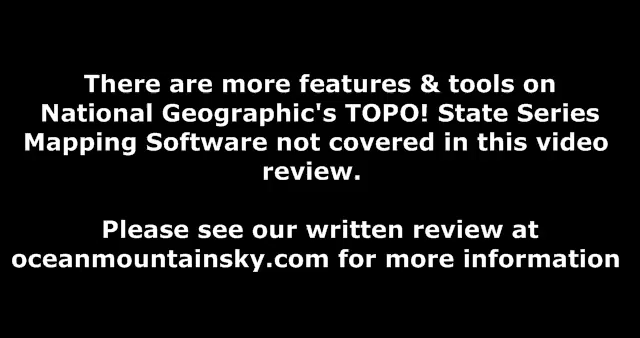 There are more features & tools on
National Geographic's TOPO! State Series
Mapping Software not covered in this video
review.
Please see our written review at
oceanmountainsky.com for more information